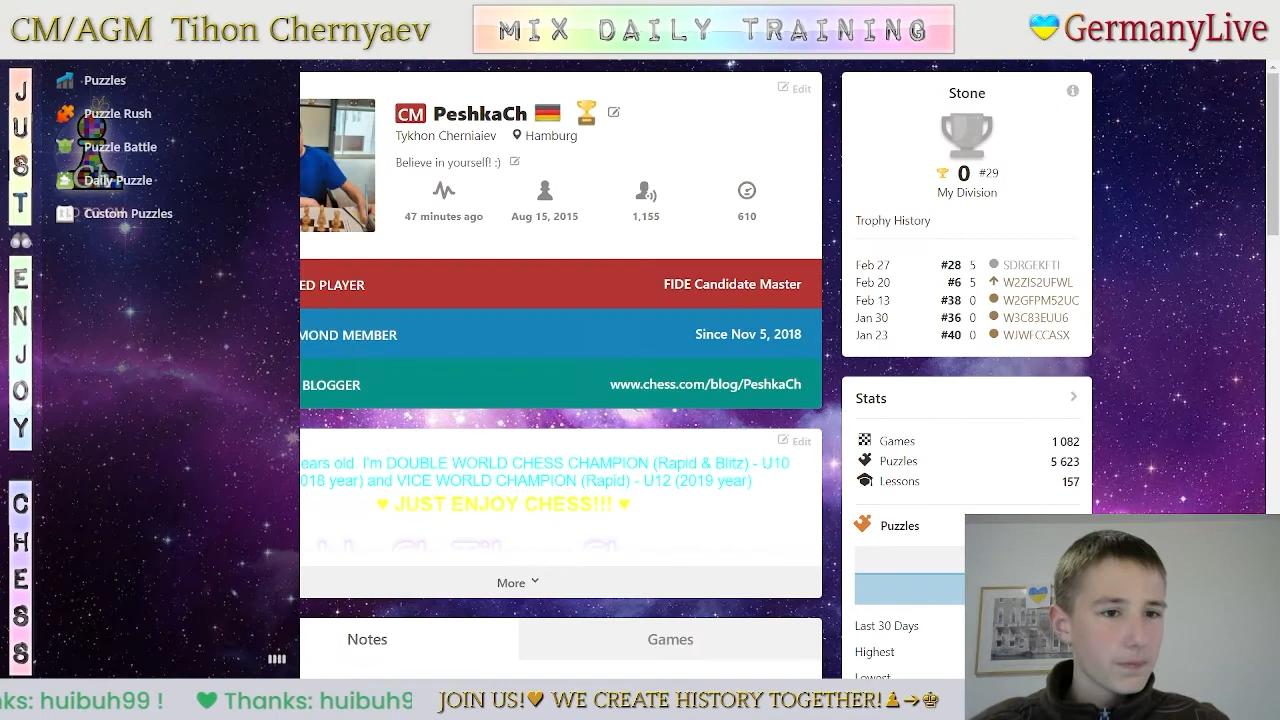 CM/AGM Tihon Chernyaev
MIX DAILY TRAINING
GermanyLive
JUST
ENJOY
CHESS
Puzzles
Puzzle Rush
Puzzle Battle
Daily Puzzle
Custom Puzzles
Edit
CM PeshkaCh
Tykhon Cherniaiev Hamburg
Believe in yourself! :)
47 minutes ago
Aug 15, 2015
1,155
610
ED PLAYER FIDE Candidate Master
MOND MEMBER Since Nov 5, 2018
BLOGGER www.chess.com/blog/PeshkaCh
Edit
ears old. I'm DOUBLE WORLD CHESS CHAMPION (Rapid & Blitz) - U10
018 year) and VICE WORLD CHAMPION (Rapid) - U12 (2019 year)
♥ JUST ENJOY CHESS!!! ♥
More
Notes
Games
Stone
0 #29
My Division
Trophy History
Feb 27 #28 5 SDRGEKFTI
Feb 20 #6 5 W2ZIS2UFWL
Feb 13 #38 0 W2GFPM52UC
Jan 30 #36 0 W3C83EUU6
Jan 23 #40 0 WJWFCCASX
Stats
Games 1 082
Puzzles 5 623
Lessons 157
Puzzles
Last 30 Days
Highest
Lowest
nks: huibuh99 ! Thanks: huibuh9
JOIN US! WE CREATE HISTORY TOGETHER!